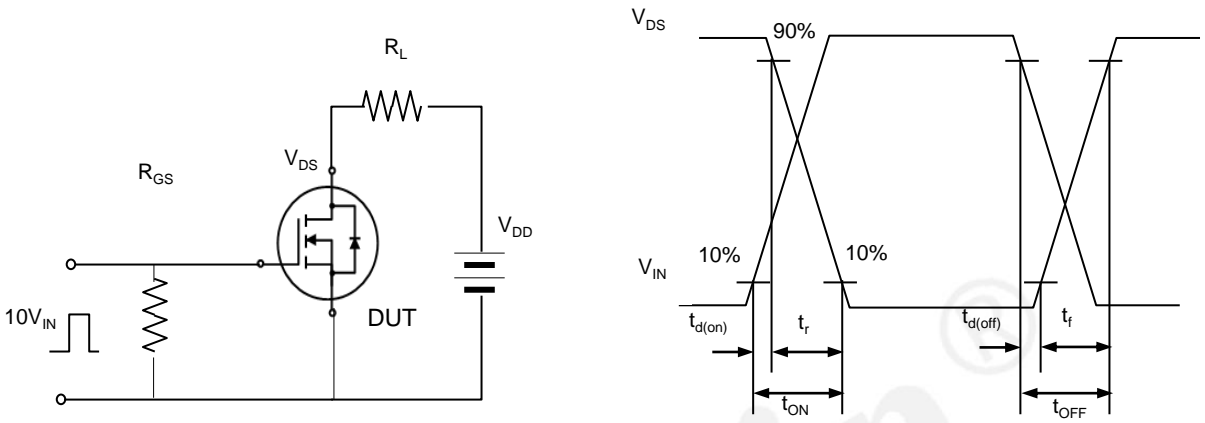 R_L
V_DS
R_GS
V_DD
10V_IN
DUT
V_DS
90%
10%
10%
V_IN
t_d(on)
t_r
t_d(off)
t_f
t_ON
t_OFF
®